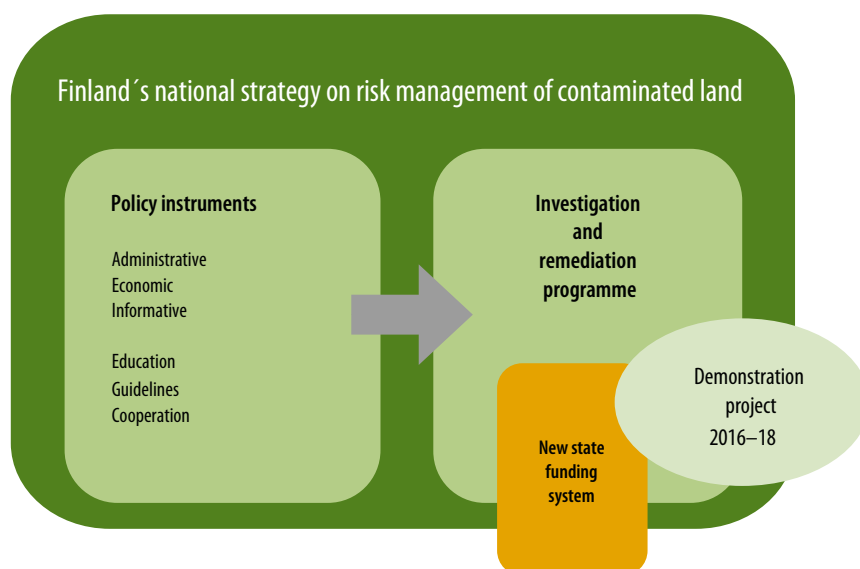 Finland´s national strategy on risk management of contaminated land
Policy instruments
Administrative
Economic
Informative
Education
Guidelines
Cooperation
Investigation
and
remediation
programme
New state
funding
system
Demonstration
project
2016–18